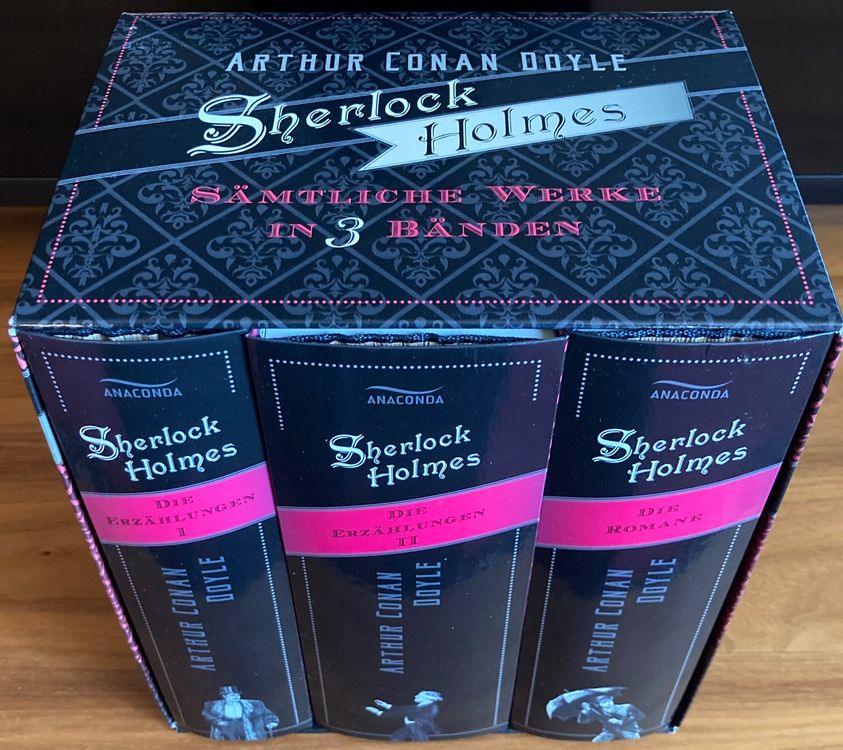 ARTHUR CONAN DOYLE
Sherlock
Holmes
SÄMTLICHE WERKE
IN 3 BÄNDEN
ANACONDA
Sherlock
Holmes
DIE
ERZÄHLUNGEN
I
ARTHUR CONAN
DOYLE
ANACONDA
Sherlock
Holmes
DIE
ERZÄHLUNGEN
II
ARTHUR CONAN
DOYLE
ANACONDA
Sherlock
Holmes
DIE
ROMANE
ARTHUR CONAN
DOYLE